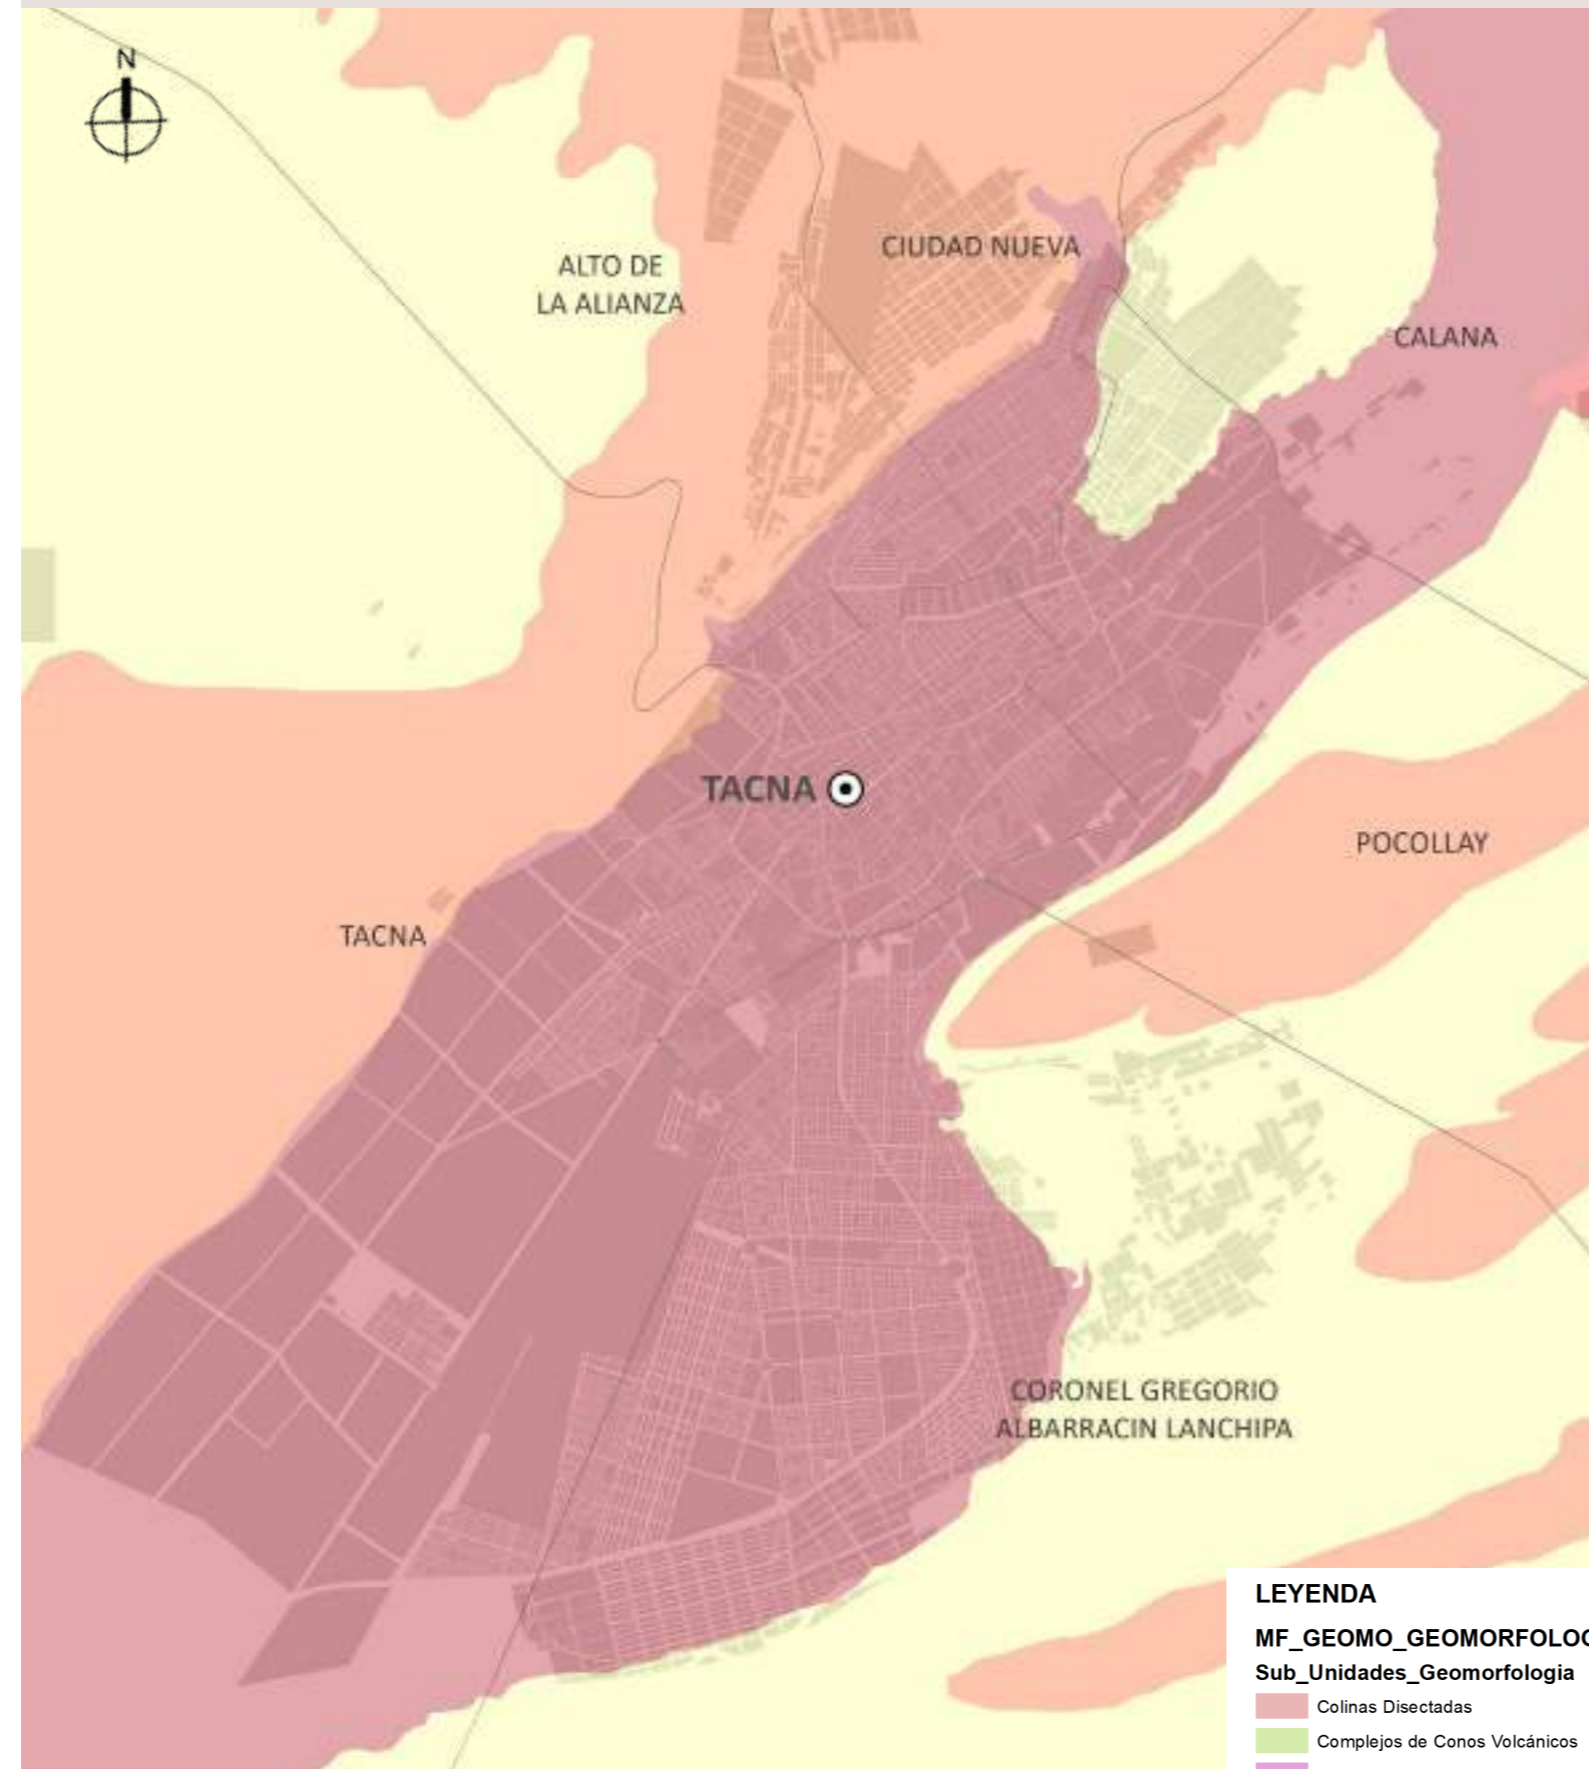 N
CIUDAD NUEVA
ALTO DE
LA ALIANZA
CALANA
TACNA
POCOLLAY
TACNA
CORONEL GREGORIO
ALBARRACIN LANCHIPA
LEYENDA
MF_GEOMO_GEOMORFOLOG
Sub_Unidades_Geomorfologia
Colinas Disectadas
Complejos de Conos Volcánicos